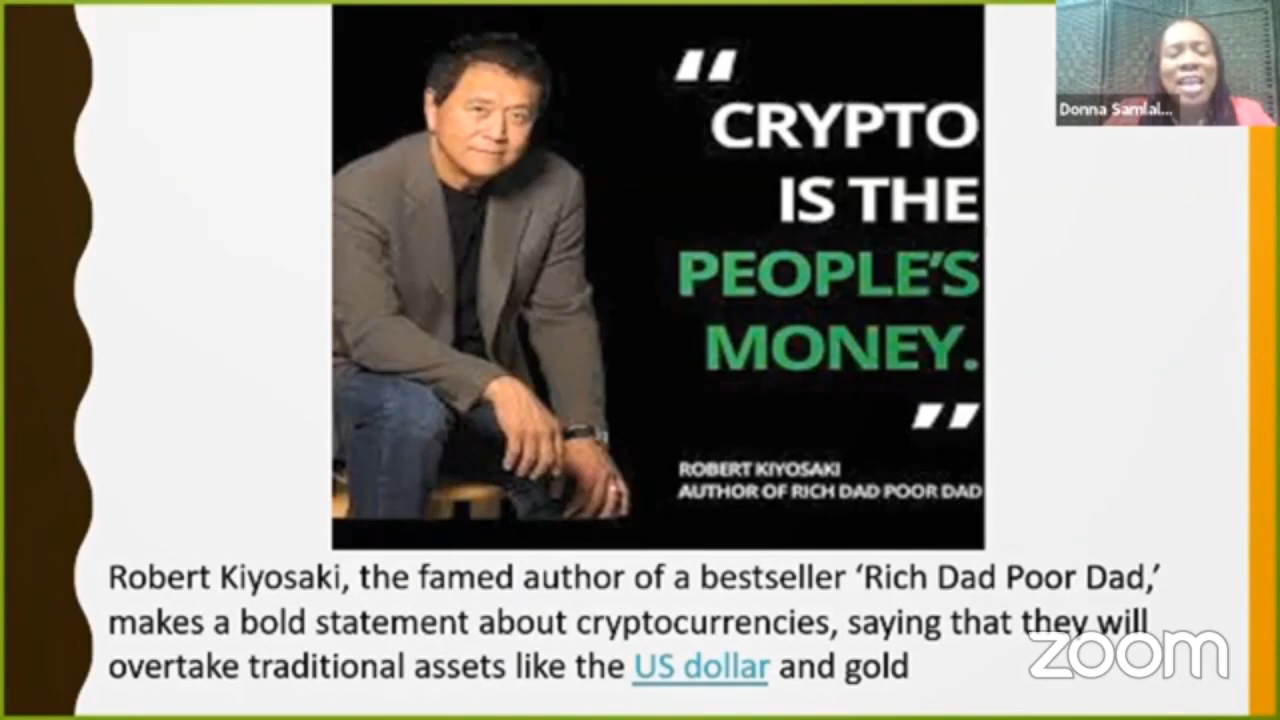 “
CRYPTO
IS THE
PEOPLE’S
MONEY.
”
ROBERT KIYOSAKI
AUTHOR OF RICH DAD POOR DAD
Donna Samlal...
Robert Kiyosaki, the famed author of a bestseller ‘Rich Dad Poor Dad,’
makes a bold statement about cryptocurrencies, saying that they will
overtake traditional assets like the US dollar and gold
zoom